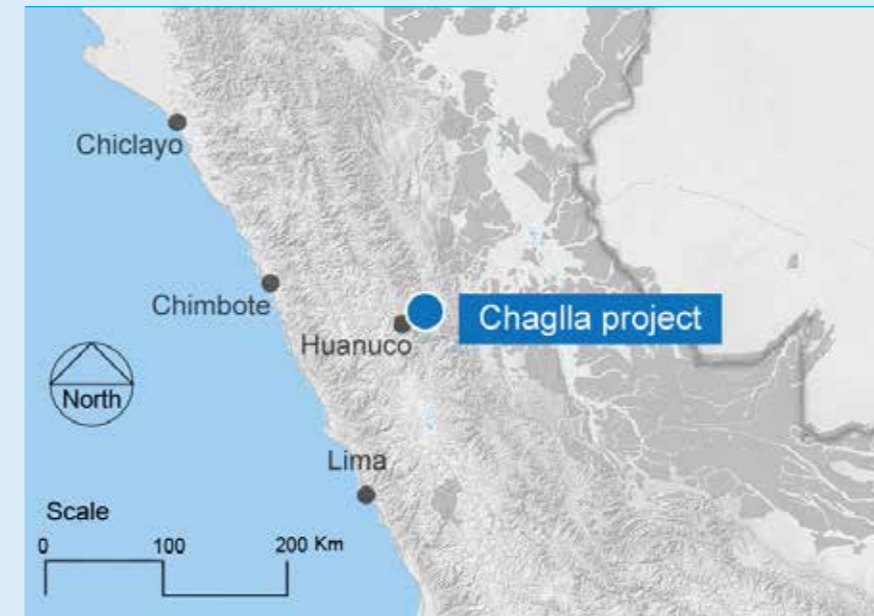 Chiclayo
Chimbote
Chaglla project
Huanuco
North
Lima
Scale
0 100 200 Km